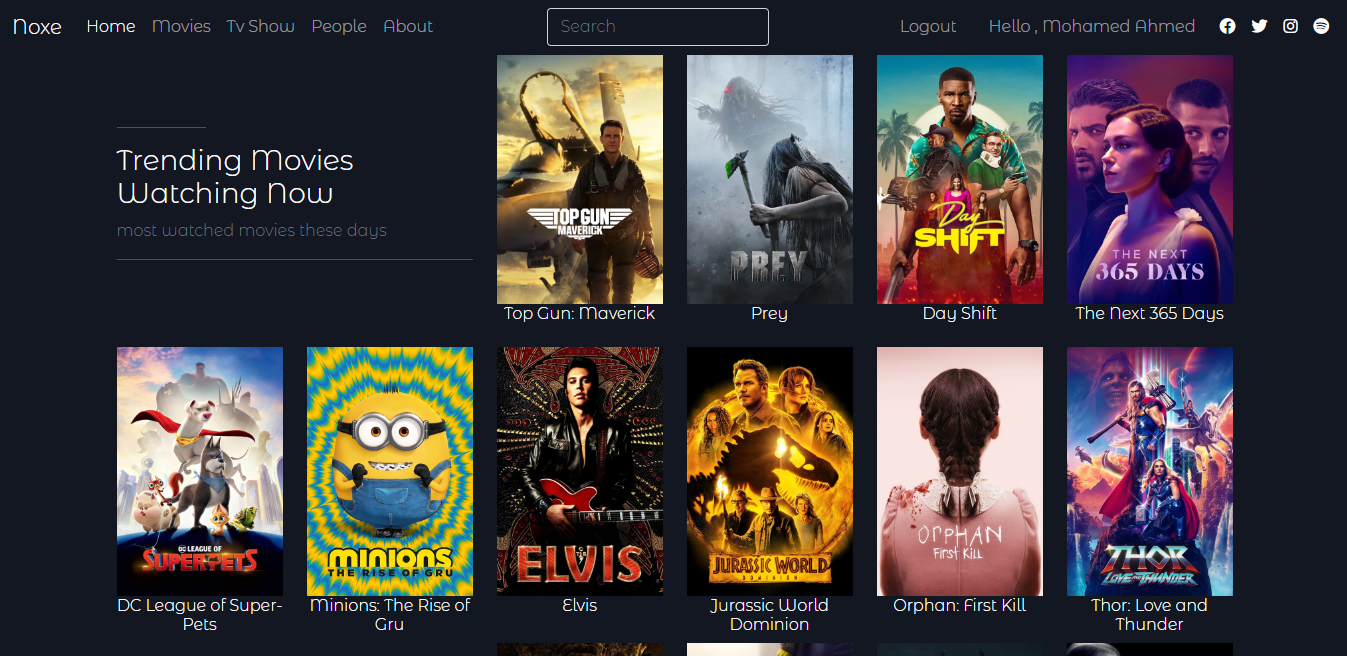 Noxe Home Movies Tv Show People About Search Logout Hello , Mohamed Ahmed
Trending Movies
Watching Now
most watched movies these days
TOP GUN
MAVERICK
PREY
Day
SHIFT
THE NEXT
365 DAYS
Top Gun: Maverick
Prey
Day Shift
The Next 365 Days
DC LEAGUE OF
SUPER-PETS
MINIONS
THE RISE OF GRU
ELVIS
JURASSIC WORLD
DOMINION
ORPHAN
First Kill
THOR
LOVE AND THUNDER
DC League of Super-
Pets
Minions: The Rise of
Gru
Elvis
Jurassic World
Dominion
Orphan: First Kill
Thor: Love and
Thunder